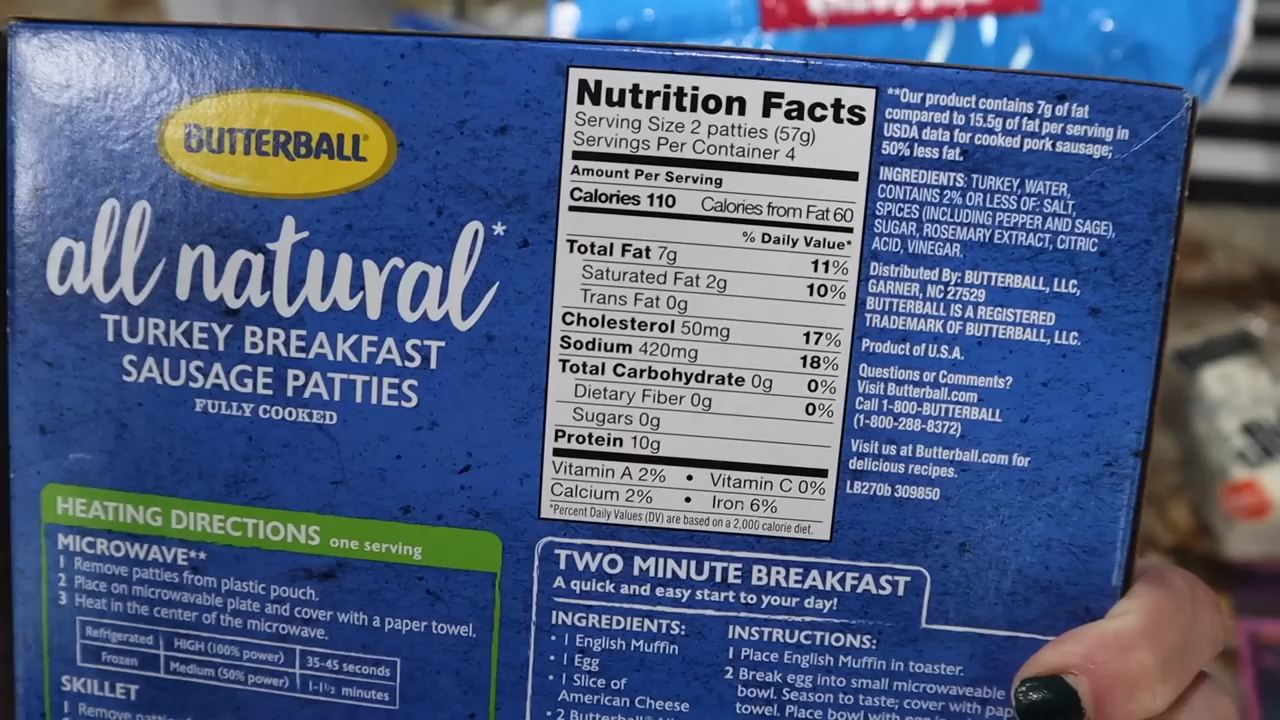 BUTTERBALL®
all natural*
TURKEY BREAKFAST
SAUSAGE PATTIES
FULLY COOKED
HEATING DIRECTIONS one serving
MICROWAVE**
1 Remove patties from plastic pouch.
2 Place on microwavable plate and cover with a paper towel.
3 Heat in the center of the microwave.
Refrigerated HIGH (100% power) 35-45 seconds
Frozen Medium (50% power) 1-1½ minutes
SKILLET
1 Remove
Nutrition Facts
Serving Size 2 patties (57g)
Servings Per Container 4
Amount Per Serving
Calories 110 Calories from Fat 60
% Daily Value*
Total Fat 7g 11%
Saturated Fat 2g 10%
Trans Fat 0g
Cholesterol 50mg 17%
Sodium 420mg 18%
Total Carbohydrate 0g 0%
Dietary Fiber 0g 0%
Sugars 0g
Protein 10g
Vitamin A 2% • Vitamin C 0%
Calcium 2% • Iron 6%
*Percent Daily Values (DV) are based on a 2,000 calorie diet.
**Our product contains 7g of fat
compared to 15.5g of fat per serving in
USDA data for cooked pork sausage;
50% less fat.
INGREDIENTS: TURKEY, WATER,
CONTAINS 2% OR LESS OF: SALT,
SPICES (INCLUDING PEPPER AND SAGE),
SUGAR, ROSEMARY EXTRACT, CITRIC
ACID, VINEGAR.
Distributed By: BUTTERBALL, LLC,
GARNER, NC 27529
BUTTERBALL IS A REGISTERED
TRADEMARK OF BUTTERBALL, LLC.
Product of U.S.A.
Questions or Comments?
Visit Butterball.com
Call 1-800-BUTTERBALL
(1-800-288-8372)
Visit us at Butterball.com for
delicious recipes.
LB270b 309850
TWO MINUTE BREAKFAST
A quick and easy start to your day!
INGREDIENTS:
• 1 English Muffin
• 1 Egg
• 1 Slice of
American Cheese
• 2 Butterball®
INSTRUCTIONS:
1 Place English Muffin in toaster.
2 Break egg into small microwaveable
bowl. Season to taste; cover with pap
towel. Place bowl with